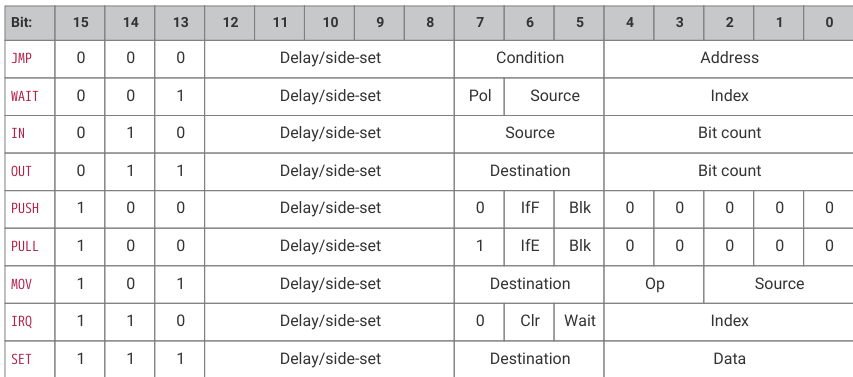 Bit: 15 14 13 12 11 10 9 8 7 6 5 4 3 2 1 0
JMP 0 0 0 Delay/side-set Condition Address
WAIT 0 0 1 Delay/side-set Pol Source Index
IN 0 1 0 Delay/side-set Source Bit count
OUT 0 1 1 Delay/side-set Destination Bit count
PUSH 1 0 0 Delay/side-set 0 IfF Blk 0 0 0 0 0
PULL 1 0 0 Delay/side-set 1 IfE Blk 0 0 0 0 0
MOV 1 0 1 Delay/side-set Destination Op Source
IRQ 1 1 0 Delay/side-set 0 Clr Wait Index
SET 1 1 1 Delay/side-set Destination Data